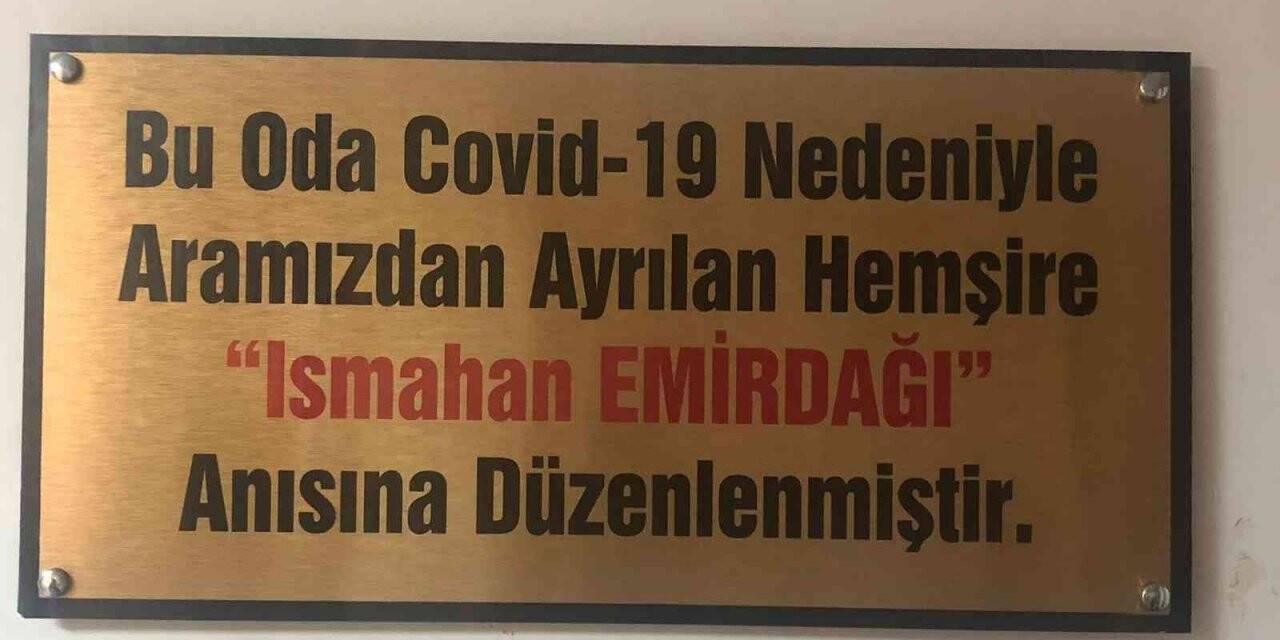 Bu Oda Covid-19 Nedeniyle
Aramızdan Ayrılan Hemşire
“Ismahan EMİRDAĞI”
Anısına Düzenlenmiştir.